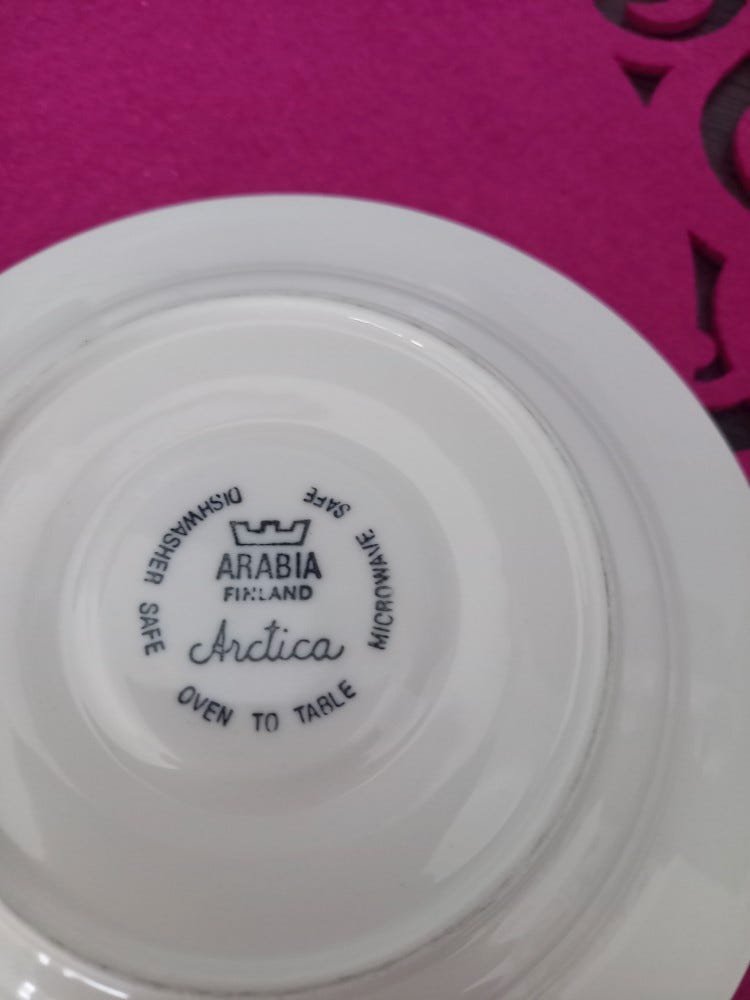 ARABIA
FINLAND
Arctica
DISHWASHER SAFE
OVEN TO TABLE
MICROWAVE SAFE